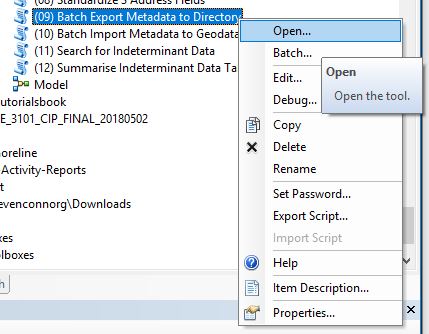 (08) Standardize S Address Fields
(09) Batch Export Metadata to Directory
(10) Batch Import Metadata to Geodata
(11) Search for Indeterminant Data
(12) Summarise Indeterminant Data Ta
Model
utorialsbook
E_3101_CIP_FINAL_20180502
oreline
Activity-Reports
t
evenconnorg\Downloads
xes
lboxes
h
Open...
Batch...
Edit...
Debug...
Copy
Delete
Rename
Set Password...
Export Script...
Import Script
Help
Item Description...
Properties...
Open
Open the tool.